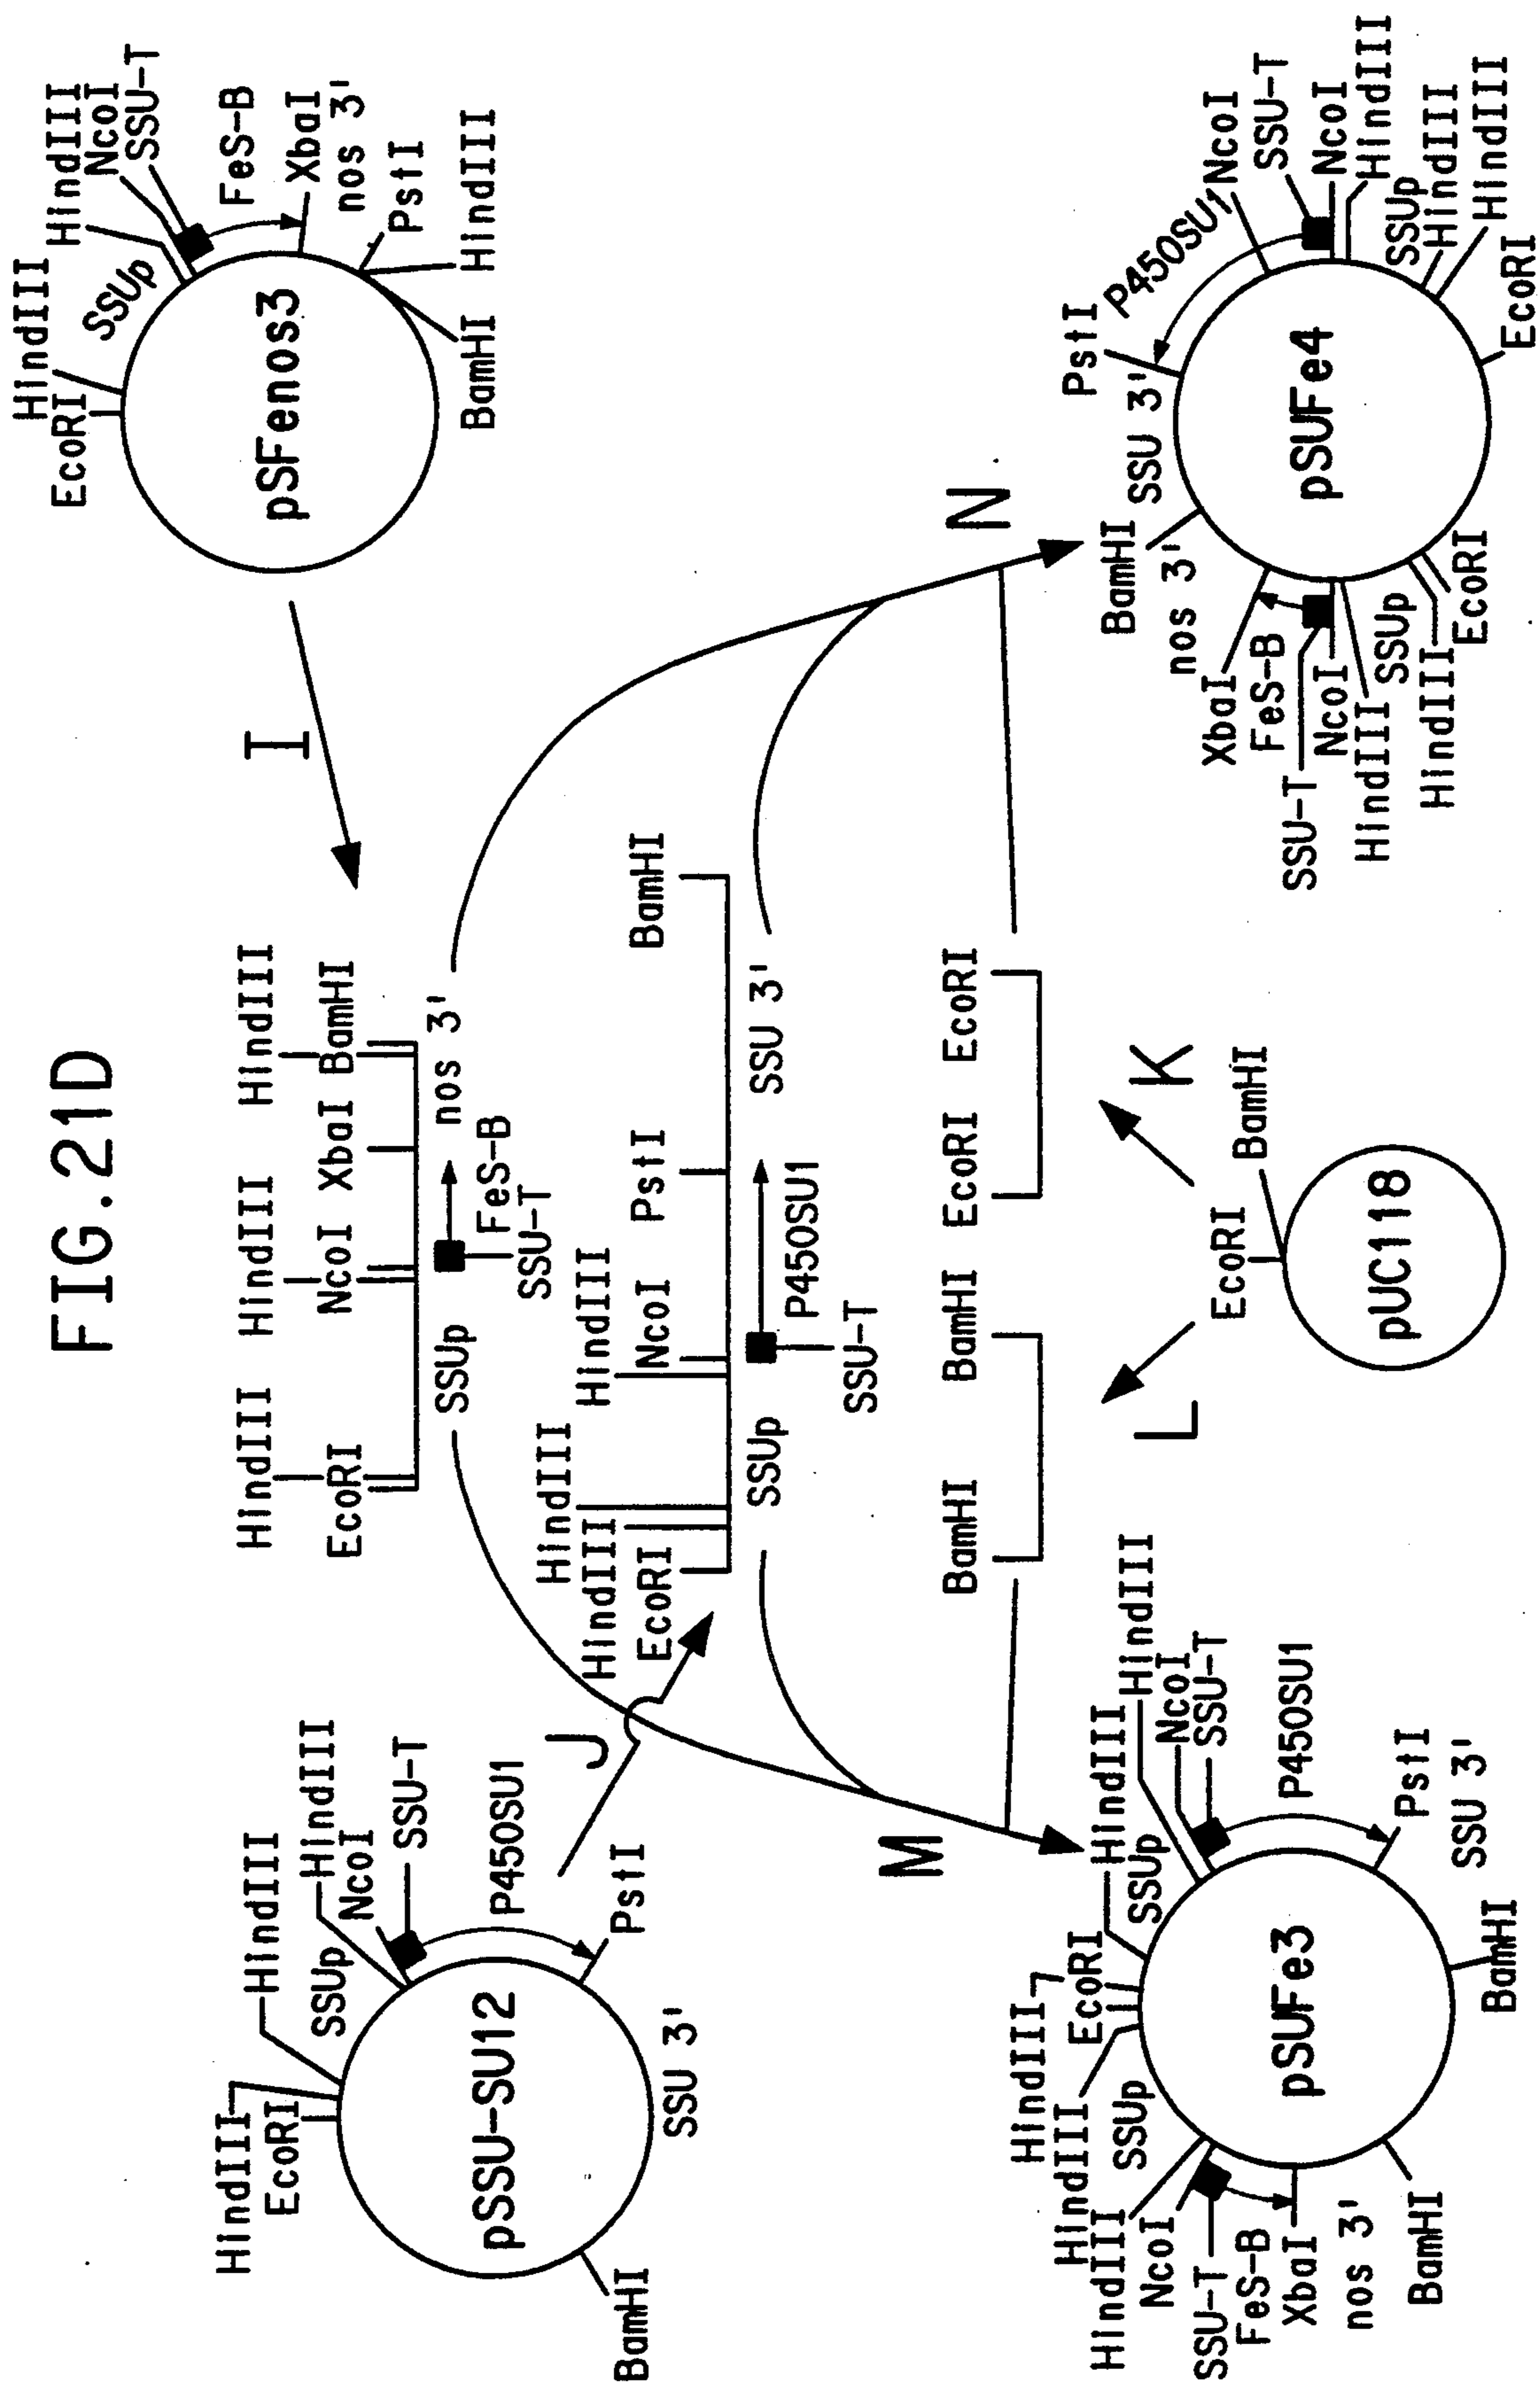 FIG.21D
HindIII
EcoRI
HindIII
SSUp
HindIII
NcoI
SSU-T
P450SU1
PstI
SSU 3'
BamHI
pSSU-SU12
J
HindIII
EcoRI
HindIII
NcoI
HindIII
XbaI
BamHI
SSUp
FeS-B
SSU-T
nos 3'
I
HindIII
EcoRI
SSUp
HindIII
NcoI
SSU-T
FeS-B
XbaI
nos 3'
PstI
HindIII
BamHI
pSFenos3
HindIII
HindIII
EcoRI
HindIII
NcoI
PstI
BamHI
SSUp
P450SU1
SSU-T
SSU 3'
BamHI
BamHI
EcoRI
EcoRI
M
L
K
N
EcoRI
BamHI
pUC118
HindIII
EcoRI
HindIII
SSUp
HindIII
NcoI
SSU-T
P450SU1
PstI
SSU 3'
BamHI
HindIII
SSUp
HindIII
NcoI
SSU-T
FeS-B
XbaI
nos 3'
BamHI
pSUFe3
BamHI
SSU 3'
PstI
P450SU1
NcoI
SSU-T
NcoI
HindIII
SSUp
HindIII
HindIII
EcoRI
nos 3'
XbaI
FeS-B
SSU-T
NcoI
HindIII
SSUp
HindIII
EcoRI
pSUFe4